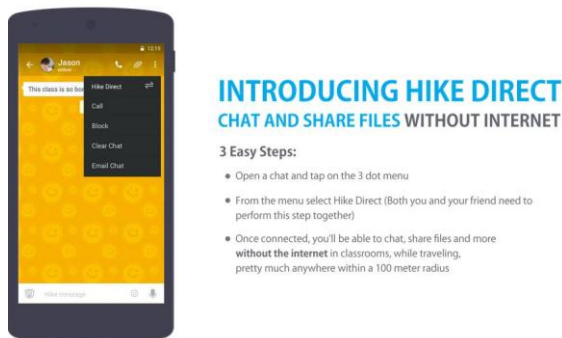 12:15
Jason
This class is so bor
Hike Direct
Call
Block
Clear Chat
Email Chat
Hike message
INTRODUCING HIKE DIRECT
CHAT AND SHARE FILES WITHOUT INTERNET
3 Easy Steps:
● Open a chat and tap on the 3 dot menu
● From the menu select Hike Direct (Both you and your friend need to
perform this step together)
● Once connected, you'll be able to chat, share files and more
without the internet in classrooms, while traveling,
pretty much anywhere within a 100 meter radius